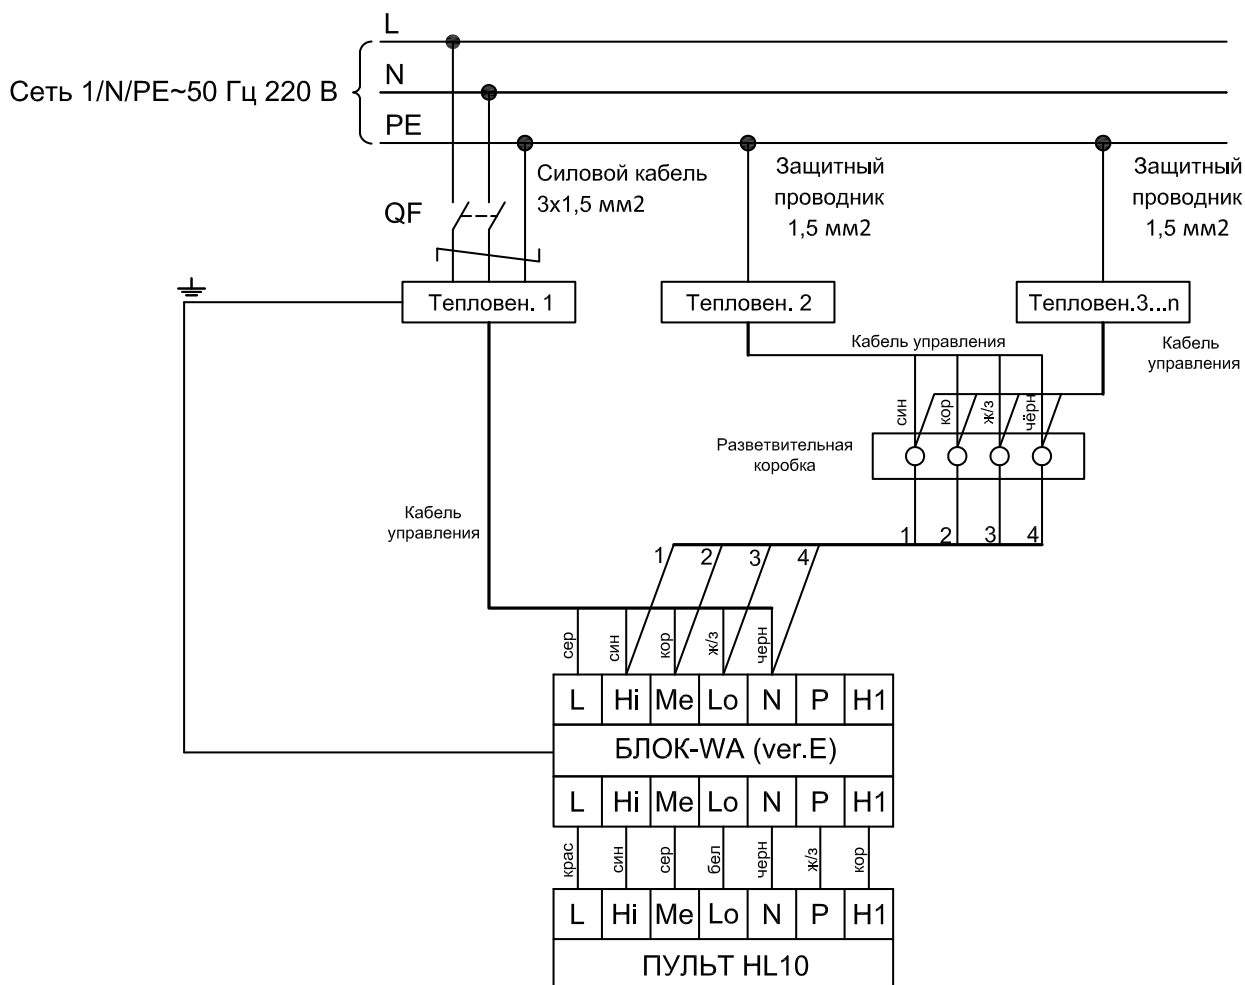 L
Сеть 1/N/PE~50 Гц 220 В
N
PE
Силовой кабель
3х1,5 мм2
Защитный
проводник
1,5 мм2
Защитный
проводник
1,5 мм2
QF
Тепловен. 1
Тепловен. 2
Тепловен.3...n
Кабель управления
Кабель
управления
син
кор
ж/з
чёрн
Разветвительная
коробка
Кабель
управления
1 2 3 4
1 2 3 4
сер
син
кор
ж/з
черн
L Hi Me Lo N P H1
БЛОК-WA (ver.E)
L Hi Me Lo N P H1
крас
син
сер
бел
черн
ж/з
кор
L Hi Me Lo N P H1
ПУЛЬТ HL10